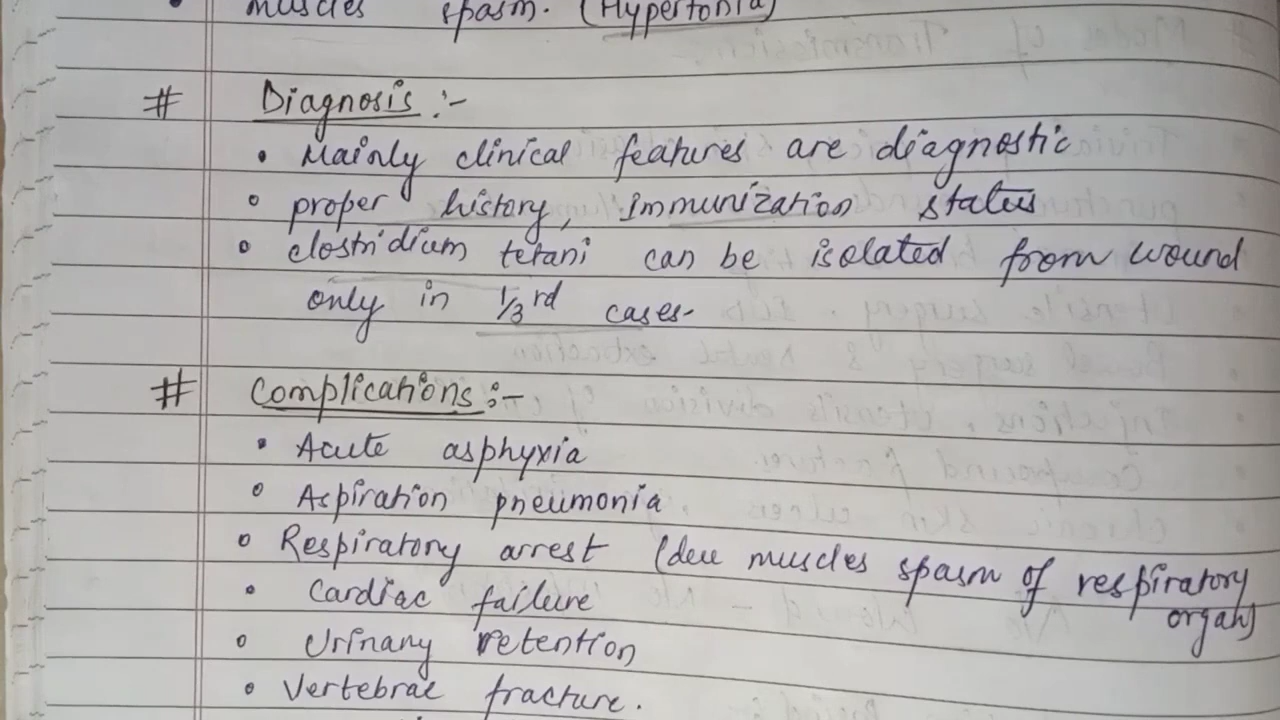 muscles spasm. (Hypertonia)
# Diagnosis :-
• Mainly clinical features are diagnostic
• proper history, immunization status
• clostridium tetani can be isolated from wound
only in 1/3rd cases-
# Complications :-
• Acute asphyxia
• Aspiration pneumonia
• Respiratory arrest (deu muscles spasm of respiratory
organ)
• Cardiac failure
• Urinary retention
• Vertebrae fracture.